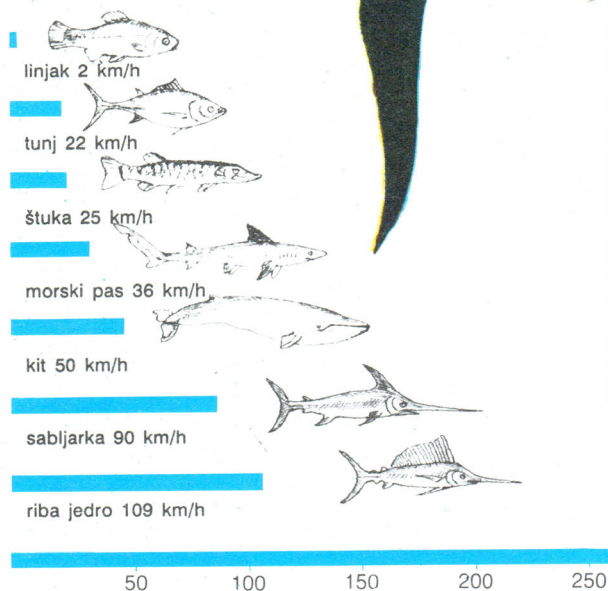 linjak 2 km/h
tunj 22 km/h
štuka 25 km/h
morski pas 36 km/h
kit 50 km/h
sabljarka 90 km/h
riba jedro 109 km/h
50 100 150 200 250